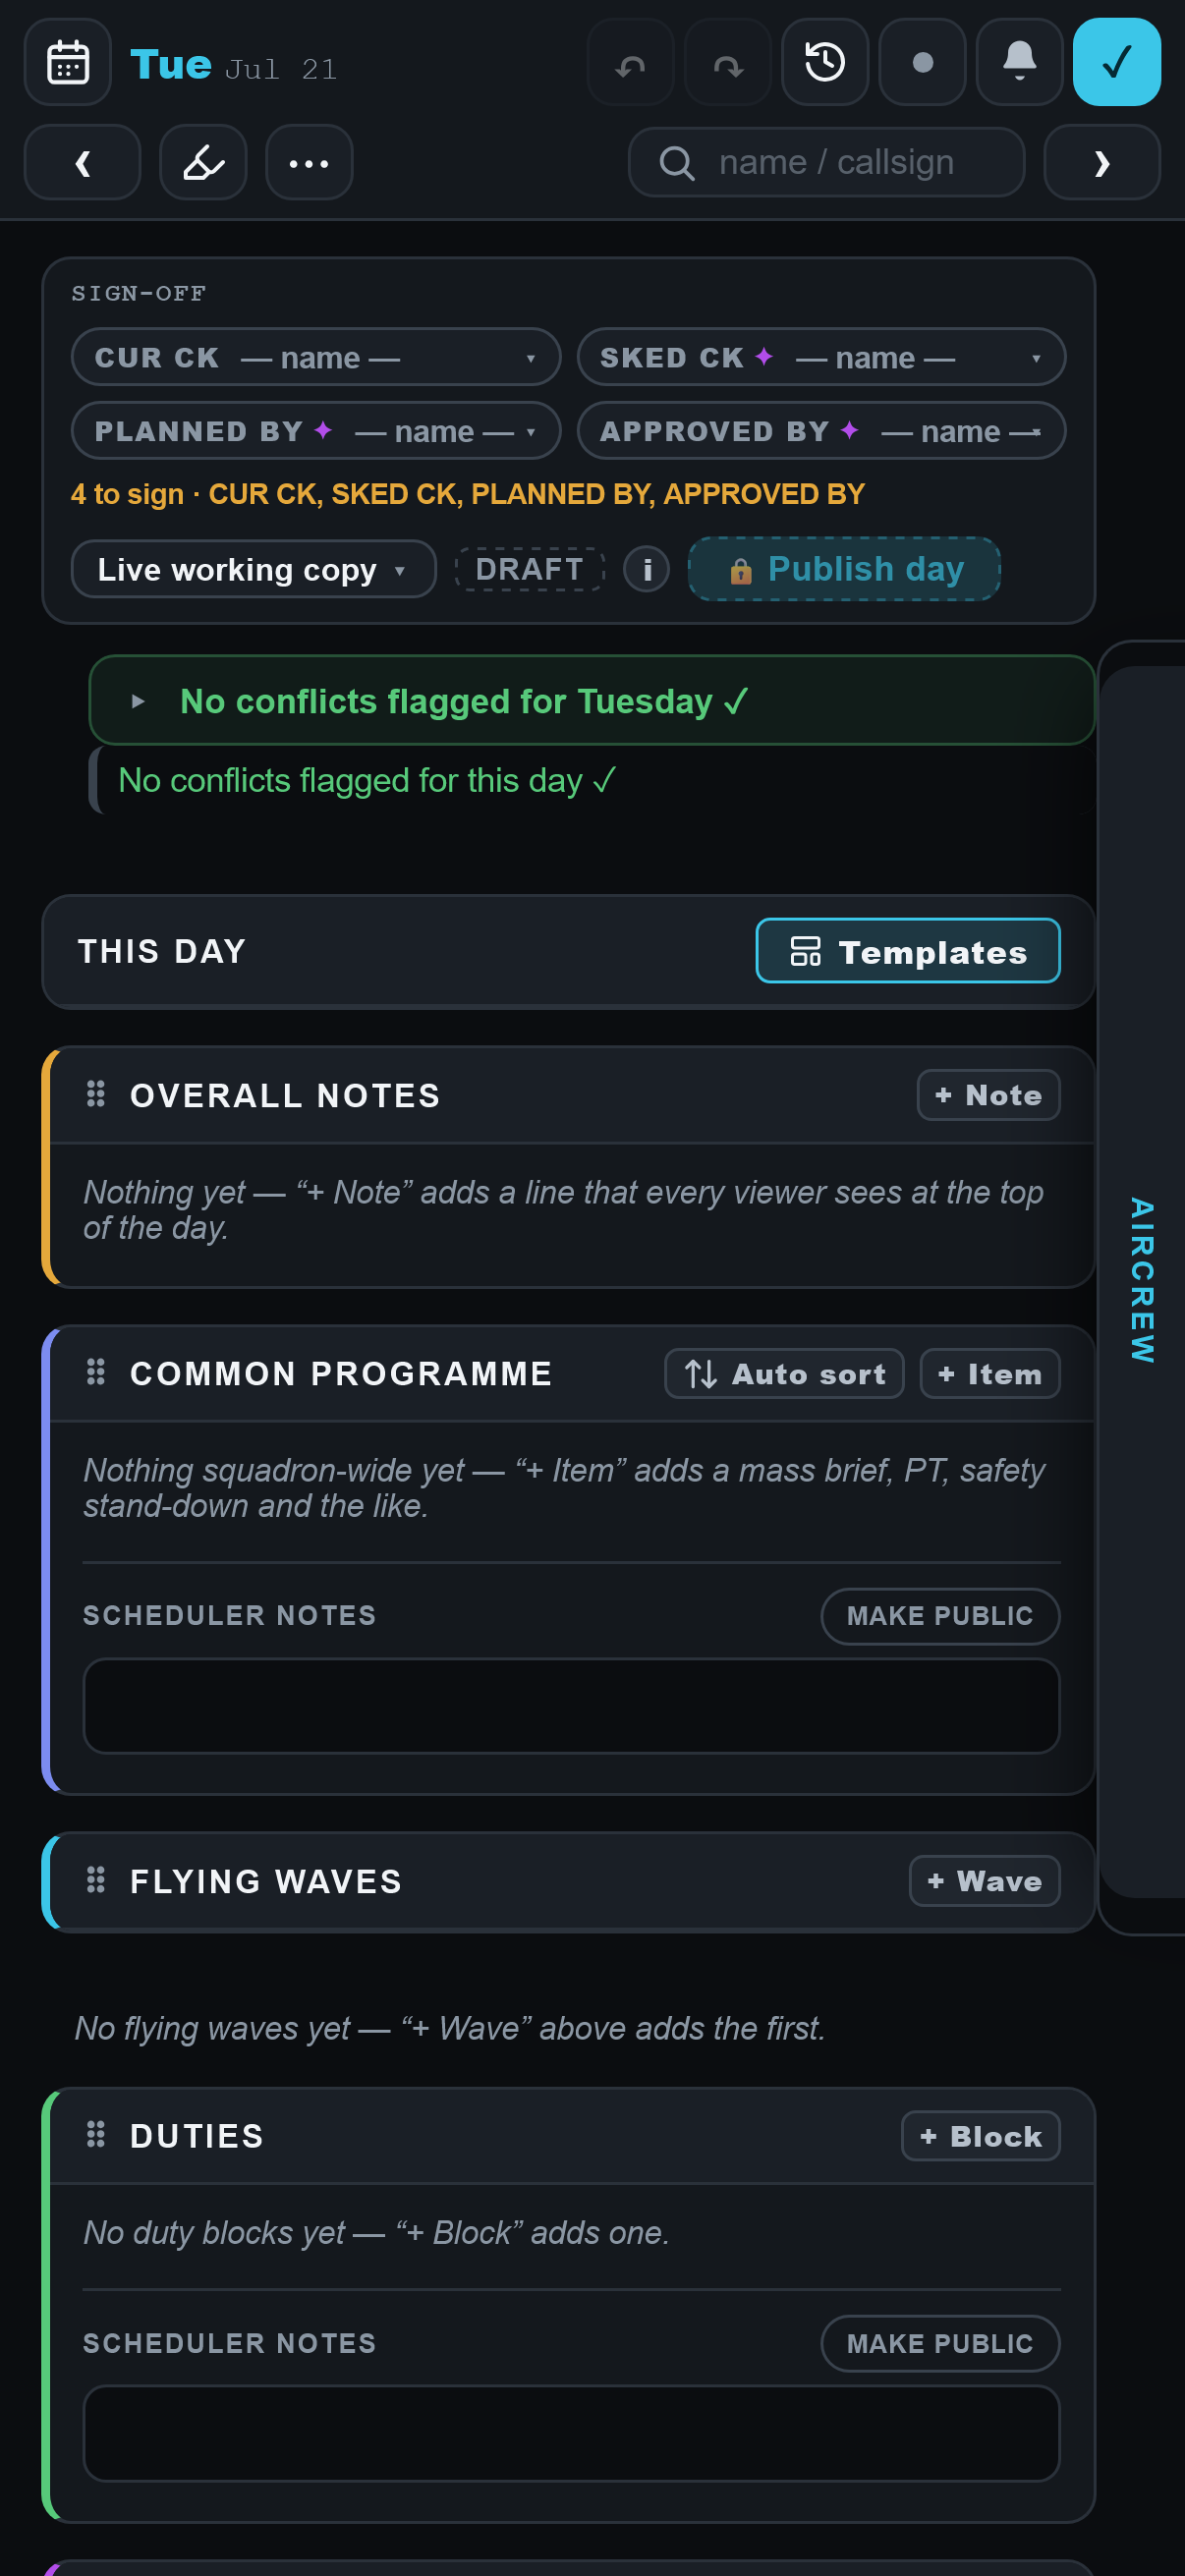 Tue Jul 21
name / callsign
SIGN-OFF
CUR CK — name —
SKED CK ✦ — name —
PLANNED BY ✦ — name —
APPROVED BY ✦ — name —
4 to sign · CUR CK, SKED CK, PLANNED BY, APPROVED BY
Live working copy
DRAFT
i
Publish day
No conflicts flagged for Tuesday ✓
No conflicts flagged for this day ✓
AIRCREW
THIS DAY
Templates
OVERALL NOTES
+ Note
Nothing yet — “+ Note” adds a line that every viewer sees at the top
of the day.
COMMON PROGRAMME
Auto sort
+ Item
Nothing squadron-wide yet — “+ Item” adds a mass brief, PT, safety
stand-down and the like.
SCHEDULER NOTES
MAKE PUBLIC
FLYING WAVES
+ Wave
No flying waves yet — “+ Wave” above adds the first.
DUTIES
+ Block
No duty blocks yet — “+ Block” adds one.
SCHEDULER NOTES
MAKE PUBLIC